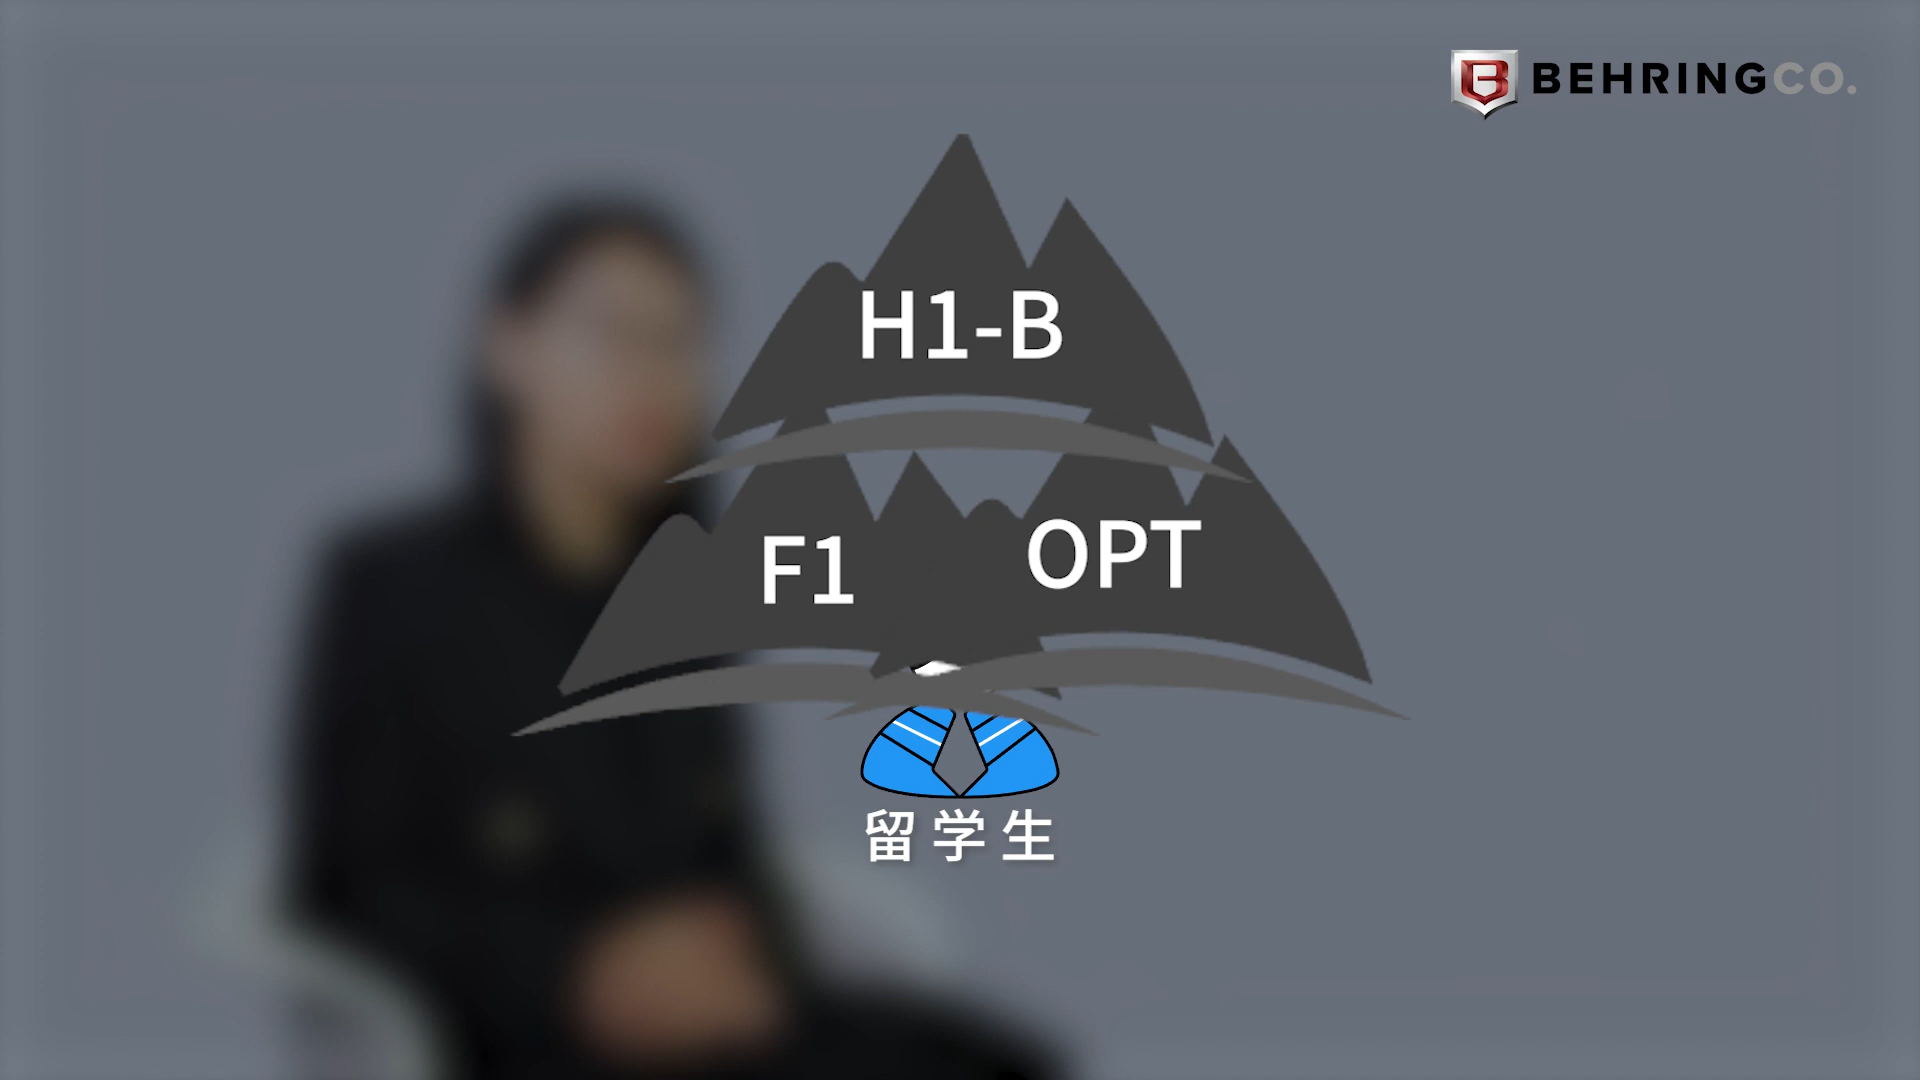 BEHRINGCO.
H1-B
F1
OPT
留学生